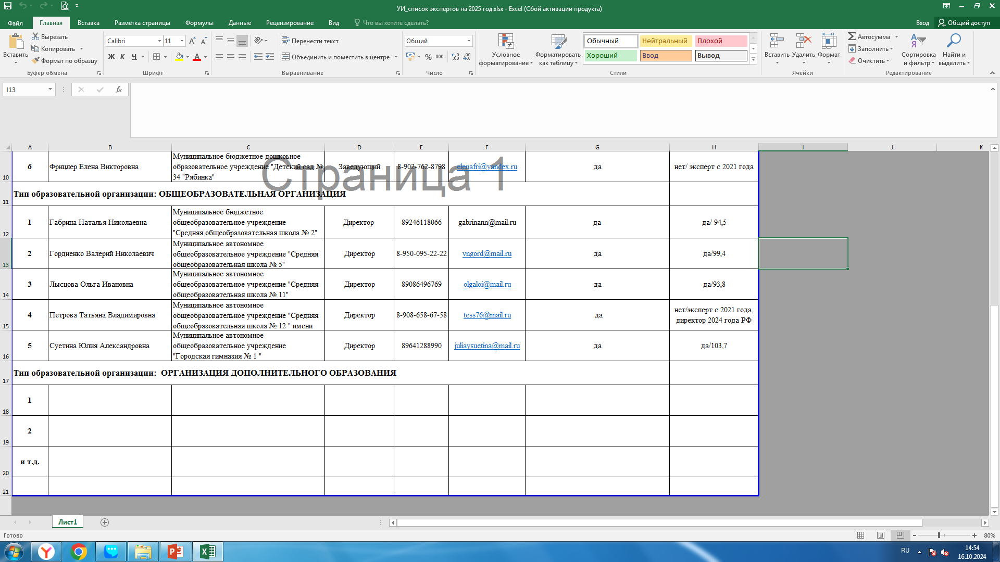 УИ_список экспертов на 2025 год.xlsx - Excel (Сбой активации продукта)
Файл Главная Вставка Разметка страницы Формулы Данные Рецензирование Вид Что вы хотите сделать? Вход Общий доступ
Вставить
Вырезать
Копировать
Формат по образцу
Буфер обмена
Calibri 11
Ж К Ч
Шрифт
Перенести текст
Объединить и поместить в центре
Выравнивание
Общий
% 000
Число
Условное форматирование
Форматировать как таблицу
Обычный Нейтральный Плохой
Хороший Ввод Вывод
Стили
Вставить Удалить Формат
Ячейки
Автосумма
Заполнить
Очистить
Сортировка и фильтр
Найти и выделить
Редактирование
I13
fx
A B C D E F G H I J K
Страница 1
10 6 Фрицлер Елена Викторовна Муниципальное бюджетное дошкоьное образовательное учреждение "Детский сад № 34 "Рябинка" Заведующий 8-902-762-8798 elenafri@yandex.ru да нет/ эксперт с 2021 года
11 Тип образовательной организации: ОБЩЕОБРАЗОВАТЕЛЬНАЯ ОРГАНИЗАЦИЯ
12 1 Габрина Наталья Николаевна Муниципальное бюджетное общеобразовательное учреждение "Средняя общеобразовательная школа № 2" Директор 89246118066 gabrinann@mail.ru да да/ 94,5
13 2 Гордиенко Валерий Николаевич Муниципальное автономное общеобразовательное учреждение "Средняя общеобразовательная школа № 5" Директор 8-950-095-22-22 vngord@mail.ru да да/99,4
14 3 Лысцова Ольга Ивановна Муниципальное автономное общеобразовательное учреждение "Средняя общеобразовательная школа № 11" Директор 89086496769 olgaloi@mail.ru да да/93,8
15 4 Петрова Татьяна Владимировна Муниципальное автономное общеобразовательное учреждение "Средняя общеобразовательная школа № 12 " имени Директор 8-908-658-67-58 tess76@mail.ru да нет/эксперт с 2021 года, директор 2024 года РФ
16 5 Суетина Юлия Александровна Муниципальное автономное общеобразовательное учреждение "Городская гимназия № 1 " Директор 89641288990 juliaysuetina@mail.ru да да/103,7
17 Тип образовательной организации: ОРГАНИЗАЦИЯ ДОПОЛНИТЕЛЬНОГО ОБРАЗОВАНИЯ
18 1
19 2
20 и т.д.
21
Лист1
Готово
80%
RU
14:54
16.10.2024